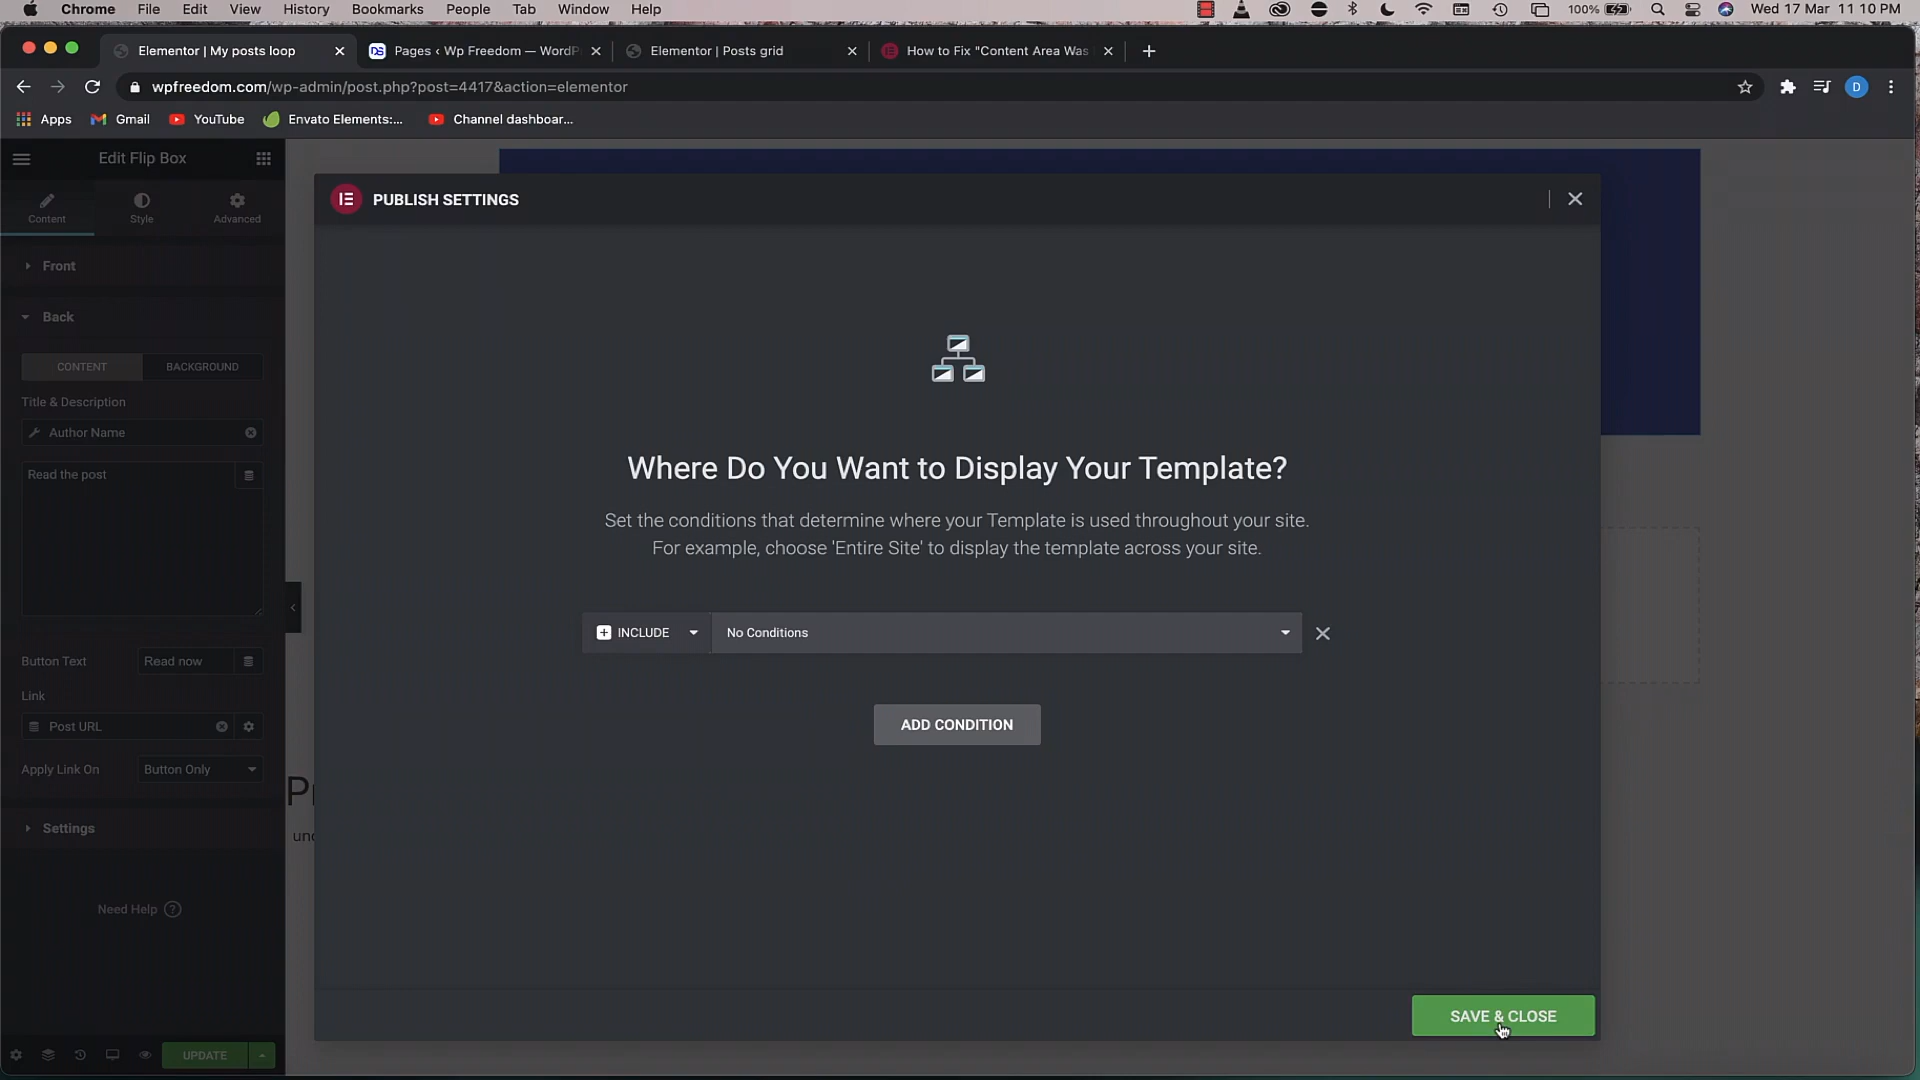 Chrome File Edit View History Bookmarks People Tab Window Help 100% Wed 17 Mar 11 10 PM
Elementor | My posts loop Pages ‹ Wp Freedom — WordP Elementor | Posts grid How to Fix "Content Area Was
wpfreedom.com/wp-admin/post.php?post=4417&action=elementor D
Apps Gmail YouTube Envato Elements:... Channel dashboar...
Edit Flip Box
Content Style Advanced
Front
Back
CONTENT BACKGROUND
Title & Description
Author Name
Read the post
Button Text Read now
Link
Post URL
Apply Link On Button Only
Settings
Need Help ?
UPDATE
PUBLISH SETTINGS
Where Do You Want to Display Your Template?
Set the conditions that determine where your Template is used throughout your site.
For example, choose 'Entire Site' to display the template across your site.
INCLUDE No Conditions
ADD CONDITION
SAVE & CLOSE